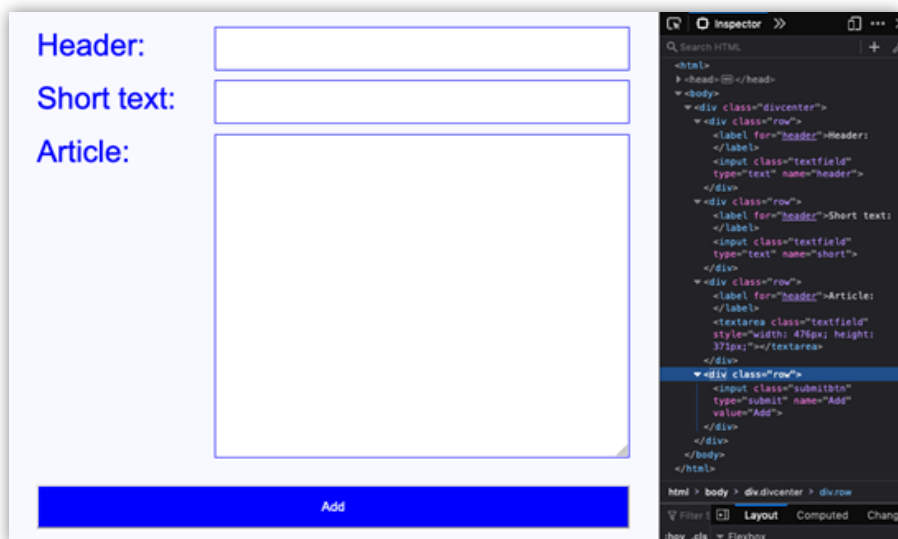 Header:
Short text:
Article:
Add
Inspector
Search HTML
<html>
<head></head>
<body>
<div class="divcenter">
<div class="row">
<label for="header">Header:
</label>
<input class="textfield"
type="text" name="header">
</div>
<div class="row">
<label for="header">Short text:
</label>
<input class="textfield"
type="text" name="short">
</div>
<div class="row">
<label for="header">Article:
</label>
<textarea class="textfield"
style="width: 476px; height:
371px;"></textarea>
</div>
<div class="row">
<input class="submitbtn"
type="submit" name="Add"
value="Add">
</div>
</div>
</body>
</html>
html > body > div.divcenter > div.row
Filter Layout Computed Chang
:hov .cls Flexbox